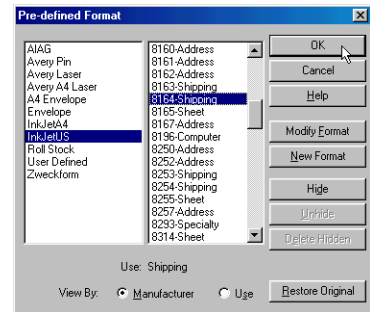 Pre-defined Format
AIAG
Avery Pin
Avery Laser
Avery A4 Laser
A4 Envelope
Envelope
InkJetA4
InkJetUS
Roll Stock
User Defined
Zweckform
8160-Address
8161-Address
8162-Address
8163-Shipping
8164-Shipping
8165-Sheet
8167-Address
8196-Computer
8250-Address
8252-Address
8253-Shipping
8254-Shipping
8255-Sheet
8257-Address
8293-Specialty
8314-Sheet
OK
Cancel
Help
Modify Format
New Format
Hide
Unhide
Delete Hidden
Use: Shipping
View By: Manufacturer Use
Restore Original